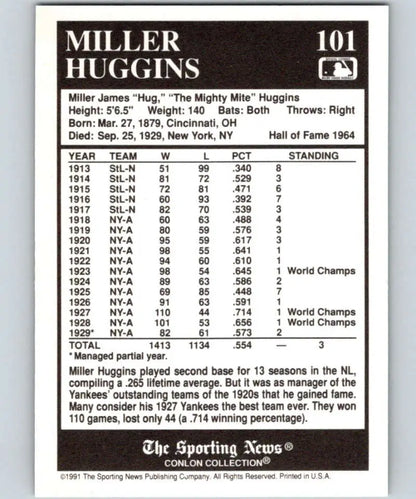 MILLER 101
HUGGINS
Miller James "Hug," "The Mighty Mite" Huggins
Height: 5'6.5" Weight: 140 Bats: Both Throws: Right
Born: Mar. 27, 1879, Cincinnati, OH
Died: Sep. 25, 1929, New York, NY Hall of Fame 1964
YEAR TEAM W L PCT STANDING
1913 StL-N 51 99 .340 8
1914 StL-N 81 72 .529 3
1915 StL-N 72 81 .471 6
1916 StL-N 60 93 .392 7
1917 StL-N 82 70 .539 3
1918 NY-A 60 63 .488 4
1919 NY-A 80 59 .576 3
1920 NY-A 95 59 .617 3
1921 NY-A 98 55 .641 1
1922 NY-A 94 60 .610 1
1923 NY-A 98 54 .645 1 World Champs
1924 NY-A 89 63 .586 2
1925 NY-A 69 85 .448 7
1926 NY-A 91 63 .591 1
1927 NY-A 110 44 .714 1 World Champs
1928 NY-A 101 53 .656 1 World Champs
1929* NY-A 82 61 .573 2
TOTAL 1413 1134 .554 — 3
*Managed partial year.
Miller Huggins played second base for 13 seasons in the NL,
compiling a .265 lifetime average. But it was as manager of the
Yankees' outstanding teams of the 1920s that he gained fame.
Many consider his 1927 Yankees the best team ever. They won
110 games, lost only 44 (a .714 winning percentage).
The Sporting News®
CONLON COLLECTION®
©1991 The Sporting News Publishing Company. All Rights Reserved. Printed in U.S.A.